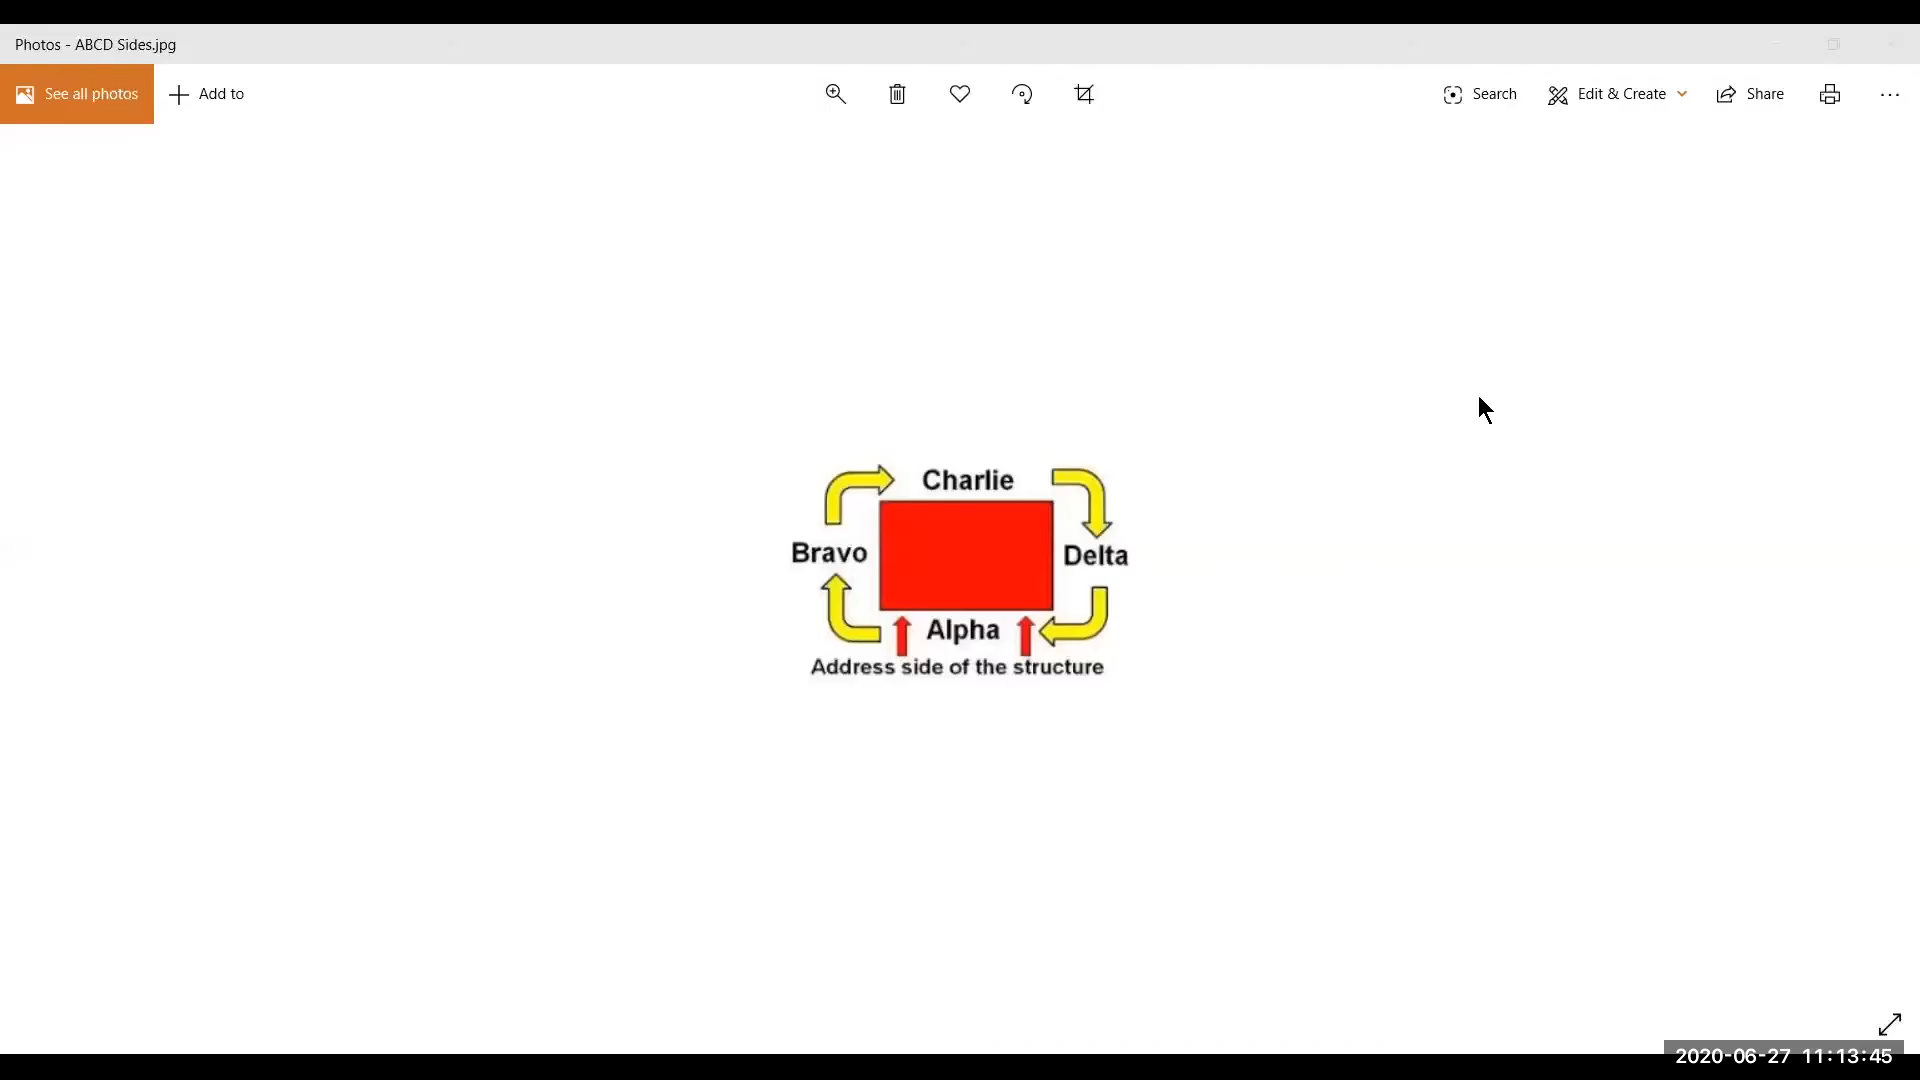 Photos - ABCD Sides.jpg
See all photos
Add to
Search
Edit & Create
Share
Charlie
Bravo
Delta
Alpha
Address side of the structure
2020-06-27 11:13:45